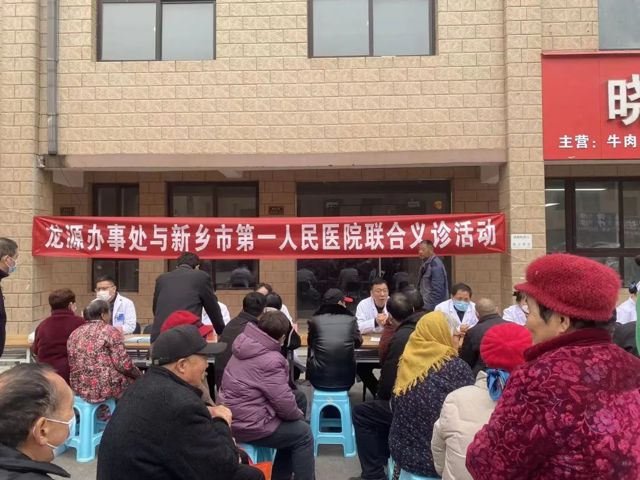 晓
主营：牛肉
龙源办事处与新乡市第一人民医院联合义诊活动